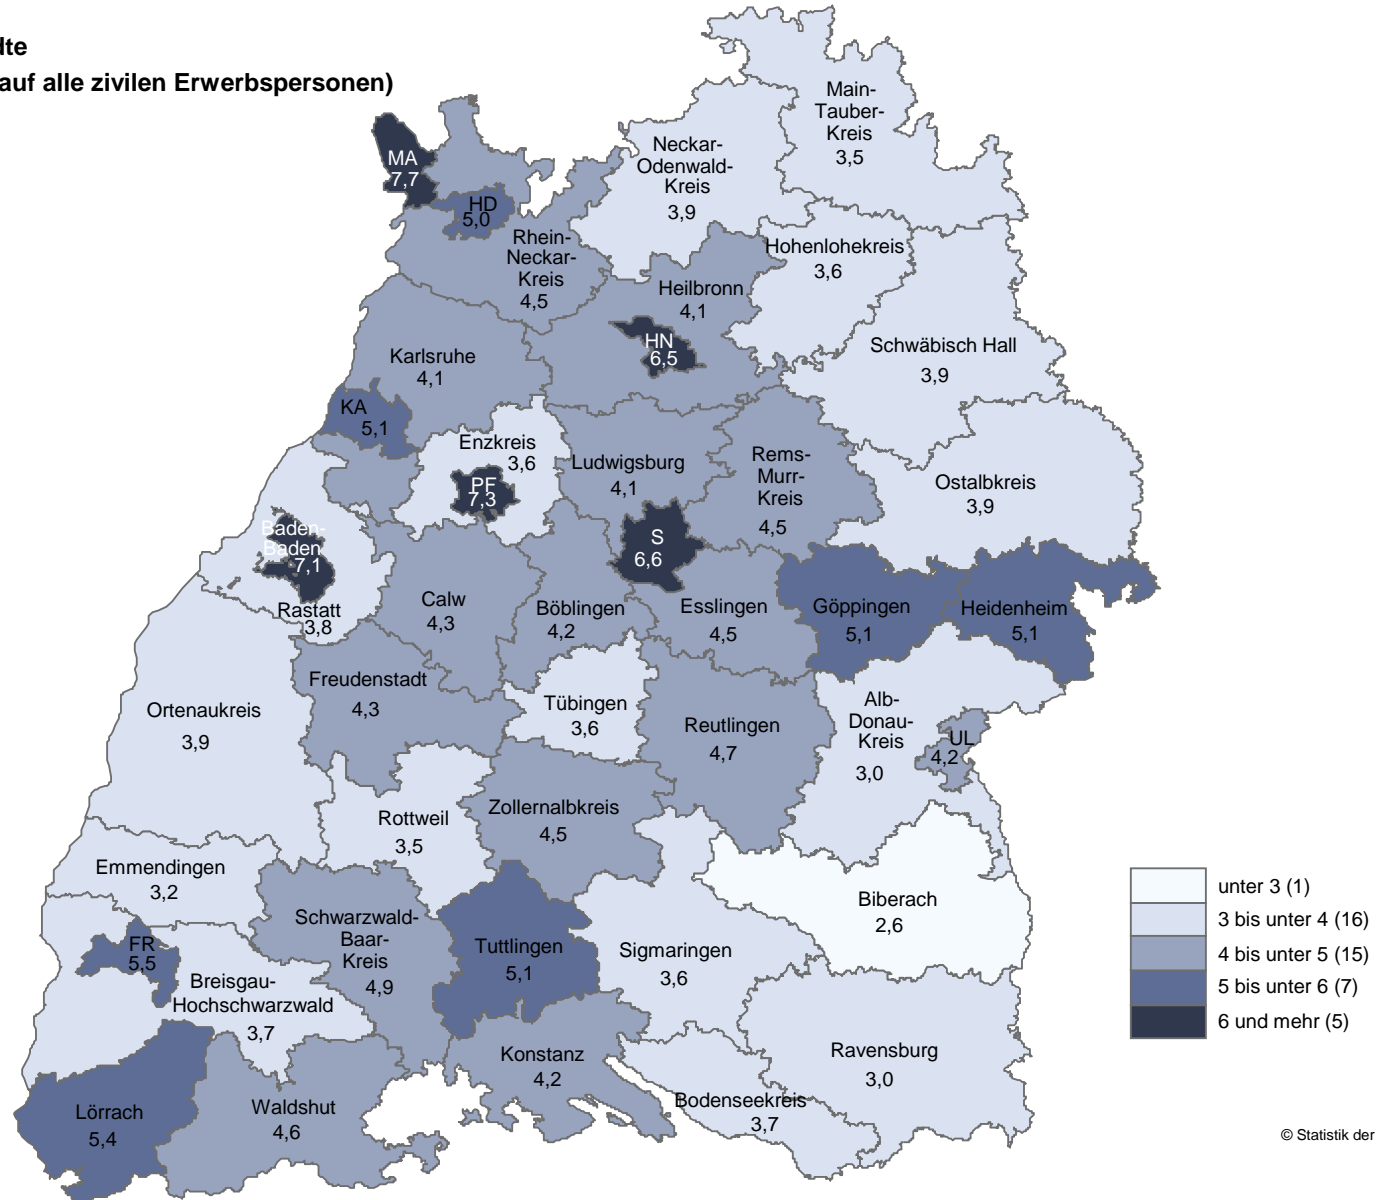 dte
auf alle zivilen Erwerbspersonen)
Main-
Tauber-
Kreis
3,5
Neckar-
Odenwald-
Kreis
3,9
MA
7,7
HD
5,0
Rhein-
Neckar-
Kreis
4,5
Hohenlohekreis
3,6
Heilbronn
4,1
HN
6,5
Schwäbisch Hall
3,9
Karlsruhe
4,1
KA
5,1
Enzkreis
3,6
PF
7,3
Ludwigsburg
4,1
Rems-
Murr-
Kreis
4,5
Ostalbkreis
3,9
Baden-
Baden
7,1
Rastatt
3,8
S
6,6
Calw
4,3
Böblingen
4,2
Esslingen
4,5
Göppingen
5,1
Heidenheim
5,1
Freudenstadt
4,3
Ortenaukreis
3,9
Tübingen
3,6
Reutlingen
4,7
Alb-
Donau-
Kreis
3,0
UL
4,2
Rottweil
3,5
Zollernalbkreis
4,5
Emmendingen
3,2
Biberach
2,6
Schwarzwald-
Baar-
Kreis
4,9
Tuttlingen
5,1
Sigmaringen
3,6
FR
5,5
Breisgau-
Hochschwarzwald
3,7
Konstanz
4,2
Ravensburg
3,0
Bodenseekreis
3,7
Lörrach
5,4
Waldshut
4,6
unter 3 (1)
3 bis unter 4 (16)
4 bis unter 5 (15)
5 bis unter 6 (7)
6 und mehr (5)
© Statistik der